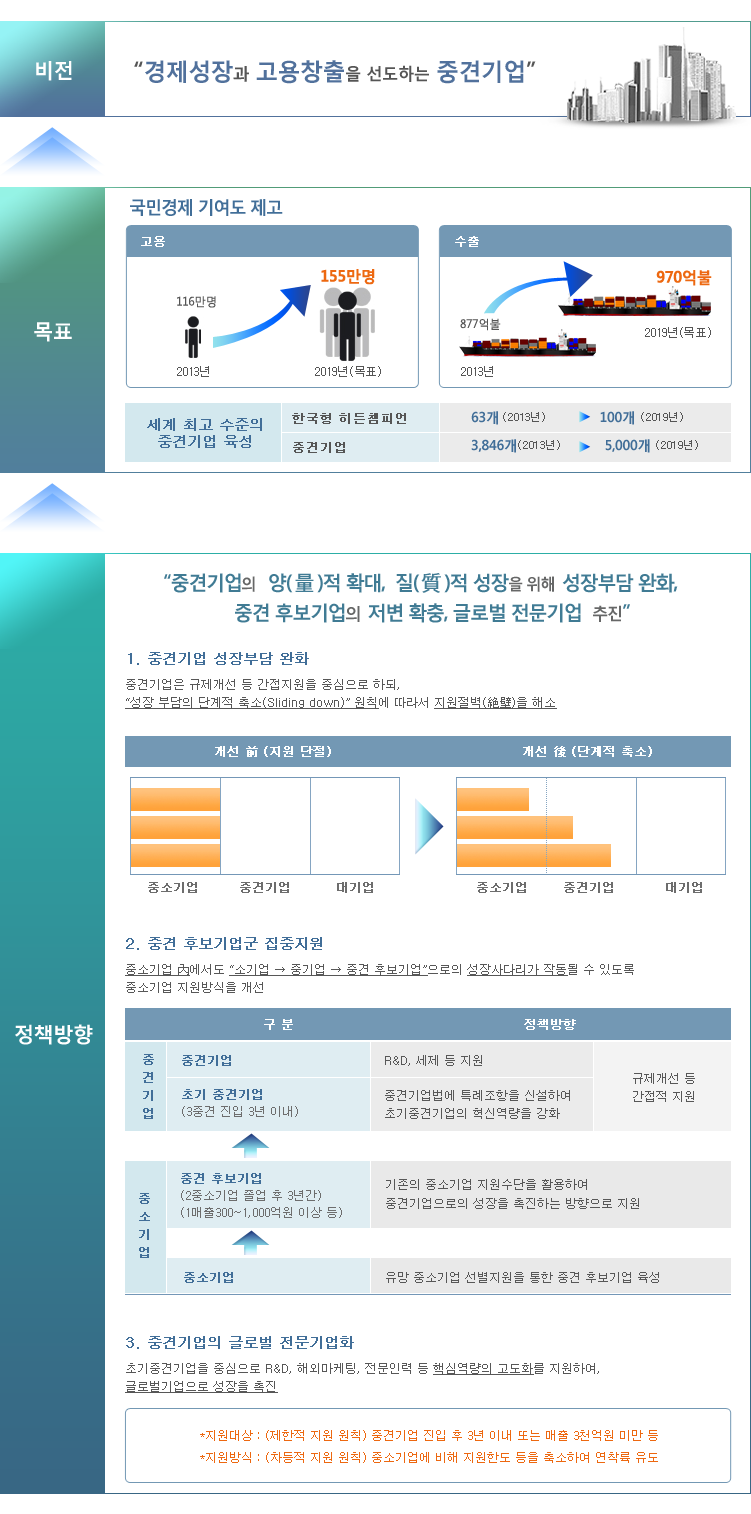 비전
“경제성장과 고용창출을 선도하는 중견기업”
목표
국민경제 기여도 제고
고용
116만명
155만명
2013년
2019년(목표)
수출
877억불
970억불
2019년(목표)
2013년
세계 최고 수준의
중견기업 육성
한국형 히든챔피언
63개 (2013년)
100개 (2019년)
중견기업
3,846개(2013년)
5,000개 (2019년)
정책방향
“중견기업의 양(量)적 확대, 질(質)적 성장을 위해 성장부담 완화,
중견 후보기업의 저변 확충, 글로벌 전문기업 추진”
1. 중견기업 성장부담 완화
중견기업은 규제개선 등 간접지원을 중심으로 하되,
“성장 부담의 단계적 축소(Sliding down)” 원칙에 따라서 지원절벽(絶壁)을 해소
개선 前 (지원 단절)
개선 後 (단계적 축소)
중소기업 중견기업 대기업
중소기업 중견기업 대기업
2. 중견 후보기업군 집중지원
중소기업 內에서도 “소기업 → 중기업 → 중견 후보기업”으로의 성장사다리가 작동될 수 있도록
중소기업 지원방식을 개선
구 분
정책방향
중
견
기
업
중견기업
R&D, 세제 등 지원
규제개선 등
간접적 지원
초기 중견기업
(3중견 진입 3년 이내)
중견기업법에 특례조항을 신설하여
초기중견기업의 혁신역량을 강화
중
소
기
업
중견 후보기업
(2중소기업 졸업 후 3년간)
(1매출300~1,000억원 이상 등)
기존의 중소기업 지원수단을 활용하여
중견기업으로의 성장을 촉진하는 방향으로 지원
중소기업
유망 중소기업 선별지원을 통한 중견 후보기업 육성
3. 중견기업의 글로벌 전문기업화
초기중견기업을 중심으로 R&D, 해외마케팅, 전문인력 등 핵심역량의 고도화를 지원하여,
글로벌기업으로 성장을 촉진
*지원대상 : (제한적 지원 원칙) 중견기업 진입 후 3년 이내 또는 매출 3천억원 미만 등
*지원방식 : (차등적 지원 원칙) 중소기업에 비해 지원한도 등을 축소하여 연착륙 유도